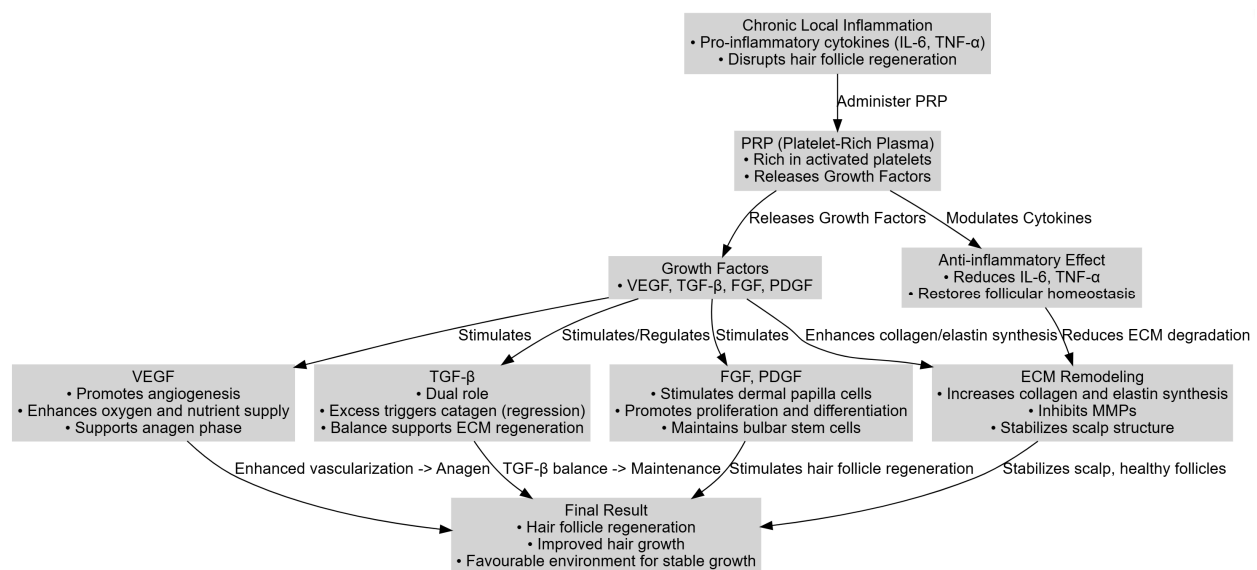 Chronic Local Inflammation
• Pro-inflammatory cytokines (IL-6, TNF-α)
• Disrupts hair follicle regeneration
Administer PRP
PRP (Platelet-Rich Plasma)
• Rich in activated platelets
• Releases Growth Factors
Releases Growth Factors
Modulates Cytokines
Growth Factors
• VEGF, TGF-β, FGF, PDGF
Anti-inflammatory Effect
• Reduces IL-6, TNF-α
• Restores follicular homeostasis
Stimulates
Stimulates/Regulates
Stimulates
Enhances collagen/elastin synthesis
Reduces ECM degradation
VEGF
• Promotes angiogenesis
• Enhances oxygen and nutrient supply
• Supports anagen phase
TGF-β
• Dual role
• Excess triggers catagen (regression)
• Balance supports ECM regeneration
FGF, PDGF
• Stimulates dermal papilla cells
• Promotes proliferation and differentiation
• Maintains bulbar stem cells
ECM Remodeling
• Increases collagen and elastin synthesis
• Inhibits MMPs
• Stabilizes scalp structure
Enhanced vascularization -> Anagen
TGF-β balance -> Maintenance
Stimulates hair follicle regeneration
Stabilizes scalp, healthy follicles
Final Result
• Hair follicle regeneration
• Improved hair growth
• Favourable environment for stable growth